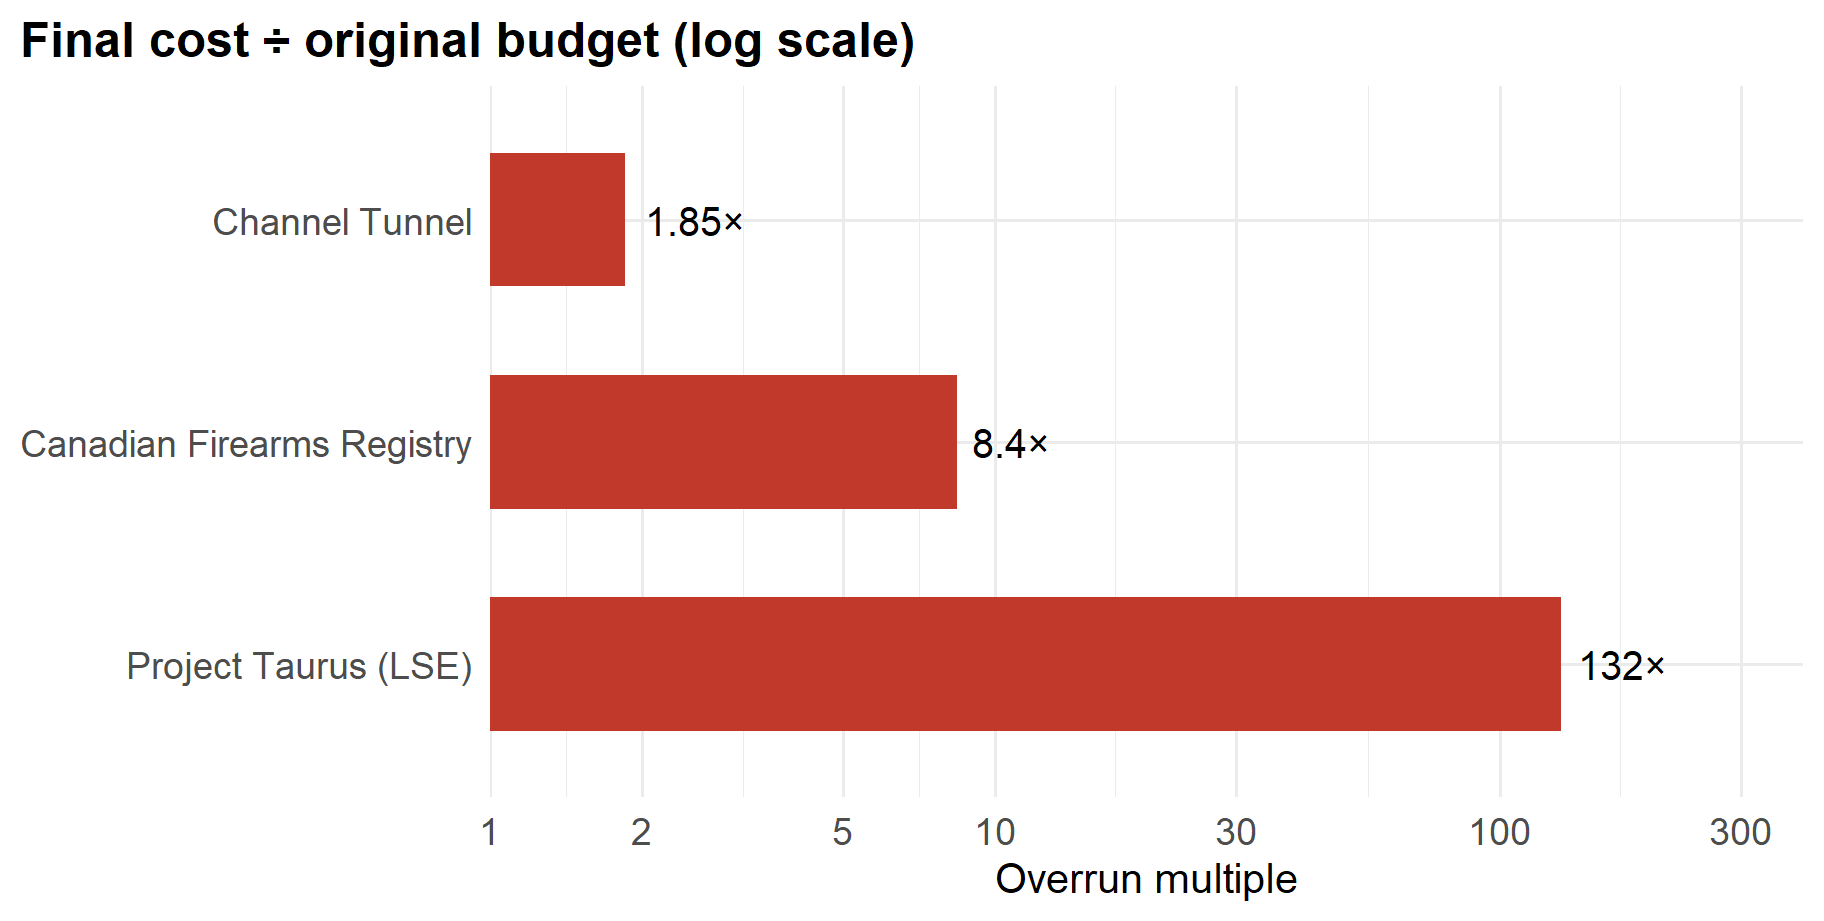 Final cost ÷ original budget (log scale)
Channel Tunnel
1.85×
Canadian Firearms Registry
8.4×
Project Taurus (LSE)
132×
1 2 5 10 30 100 300
Overrun multiple